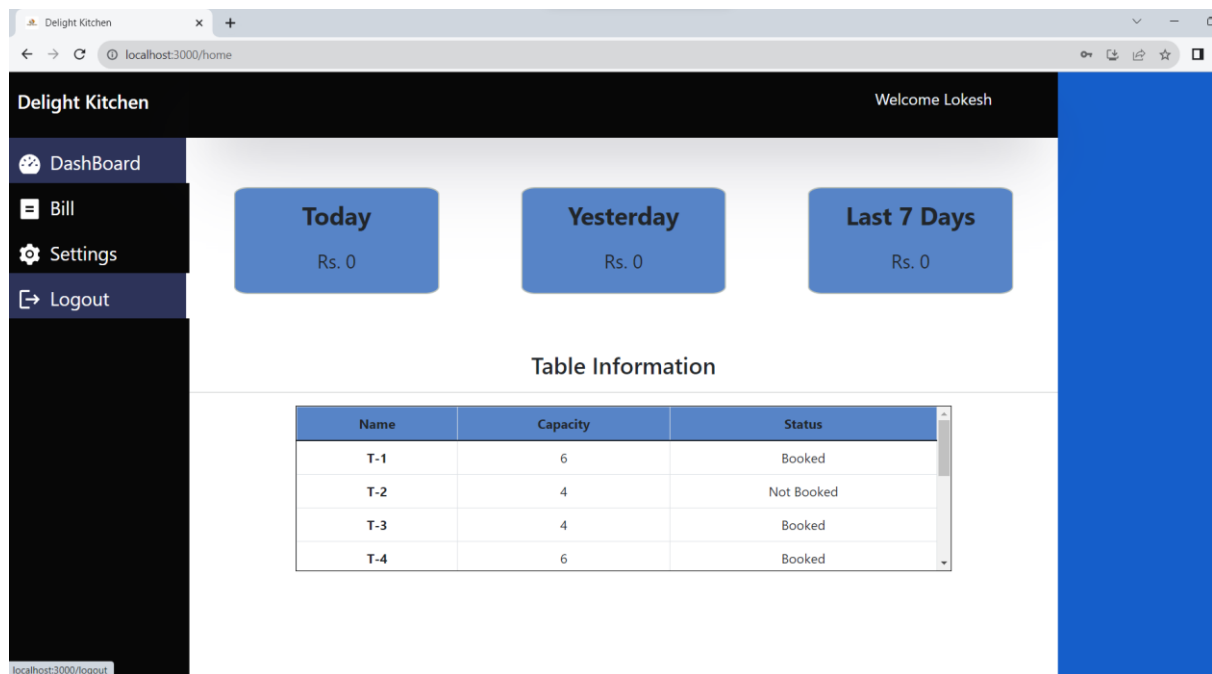 Delight Kitchen
localhost:3000/home
Delight Kitchen
Welcome Lokesh
DashBoard
Bill
Settings
Logout
Today
Rs. 0
Yesterday
Rs. 0
Last 7 Days
Rs. 0
Table Information
Name Capacity Status
T-1 6 Booked
T-2 4 Not Booked
T-3 4 Booked
T-4 6 Booked
localhost:3000/logout